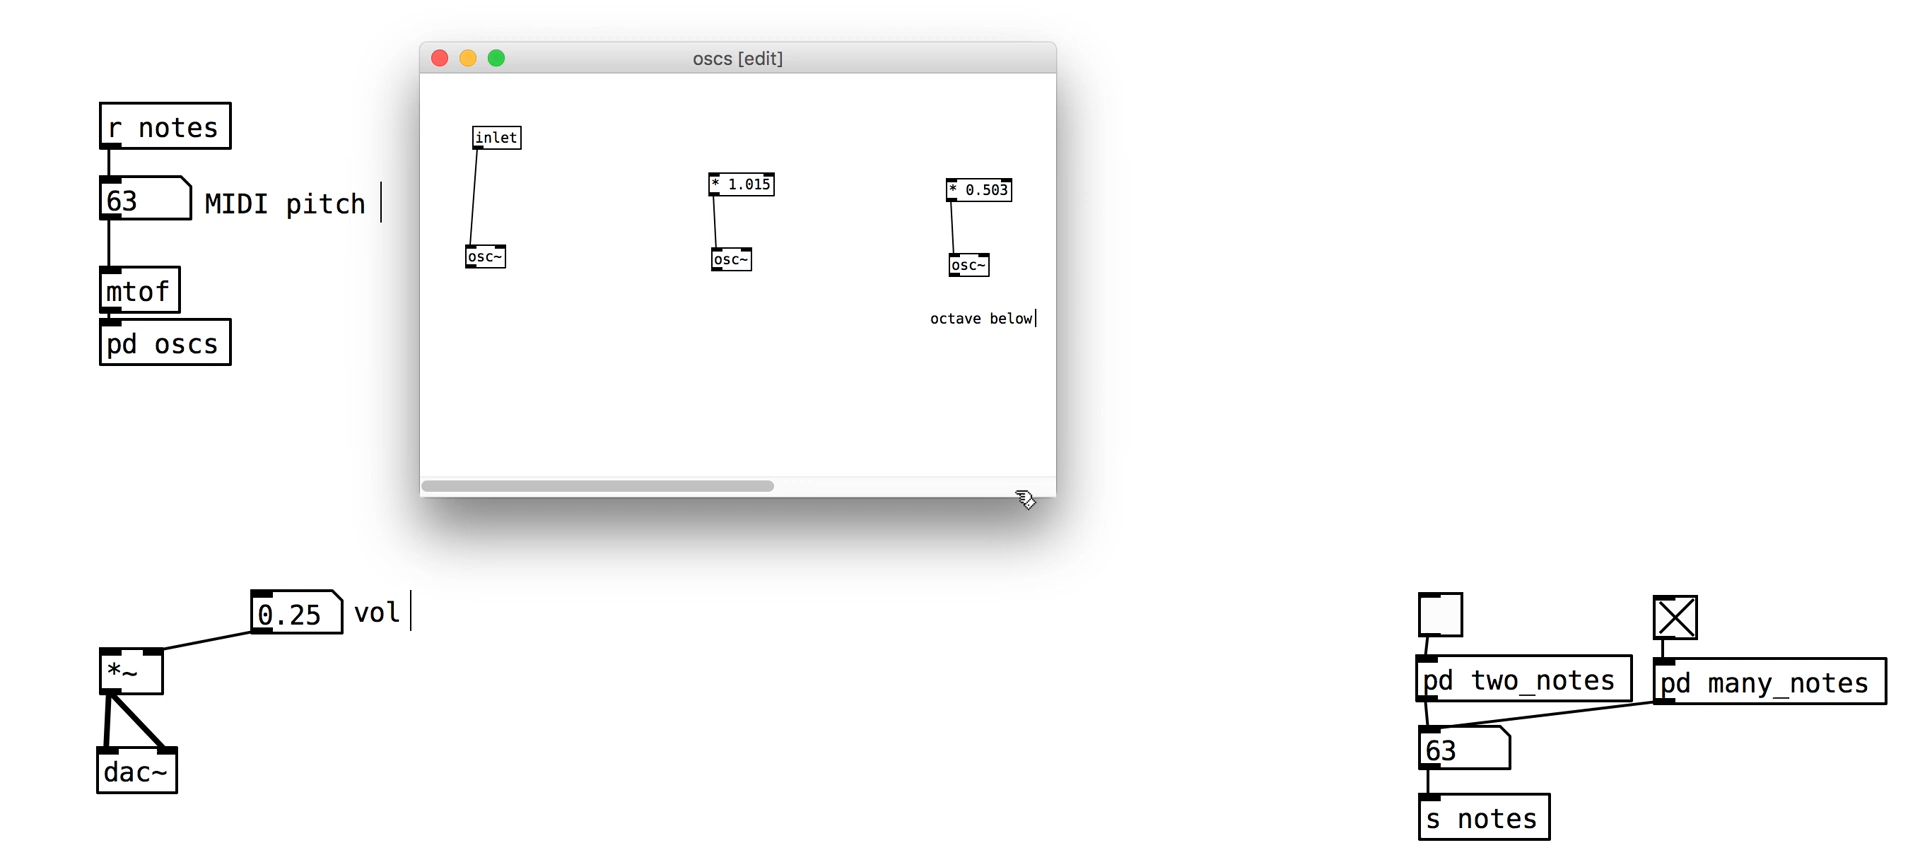 oscs [edit]
r notes
63
MIDI pitch
mtof
pd oscs
inlet
* 1.015
* 0.503
osc~
osc~
osc~
octave below
0.25
vol
*~
dac~
pd two_notes
pd many_notes
63
s notes